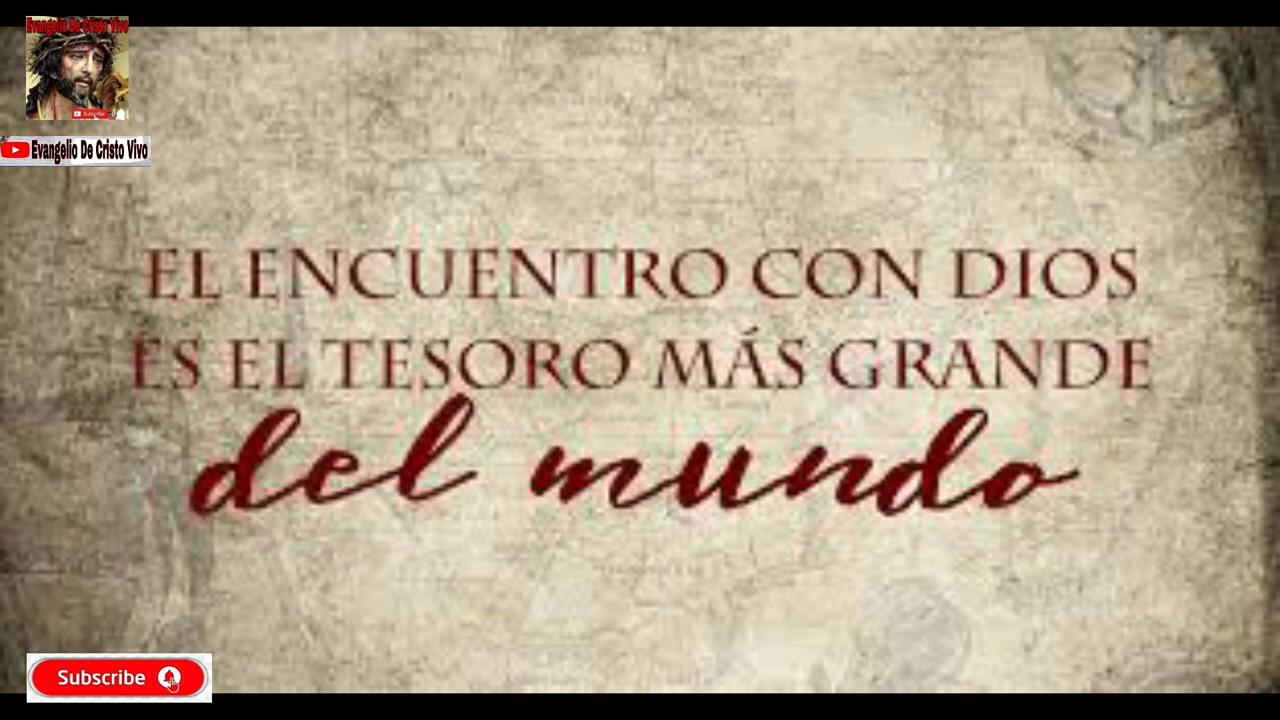 Evangelio De Cristo Vivo
Subscribe
Evangelio De Cristo Vivo
EL ENCUENTRO CON DIOS
ES EL TESORO MÁS GRANDE
del mundo
Subscribe